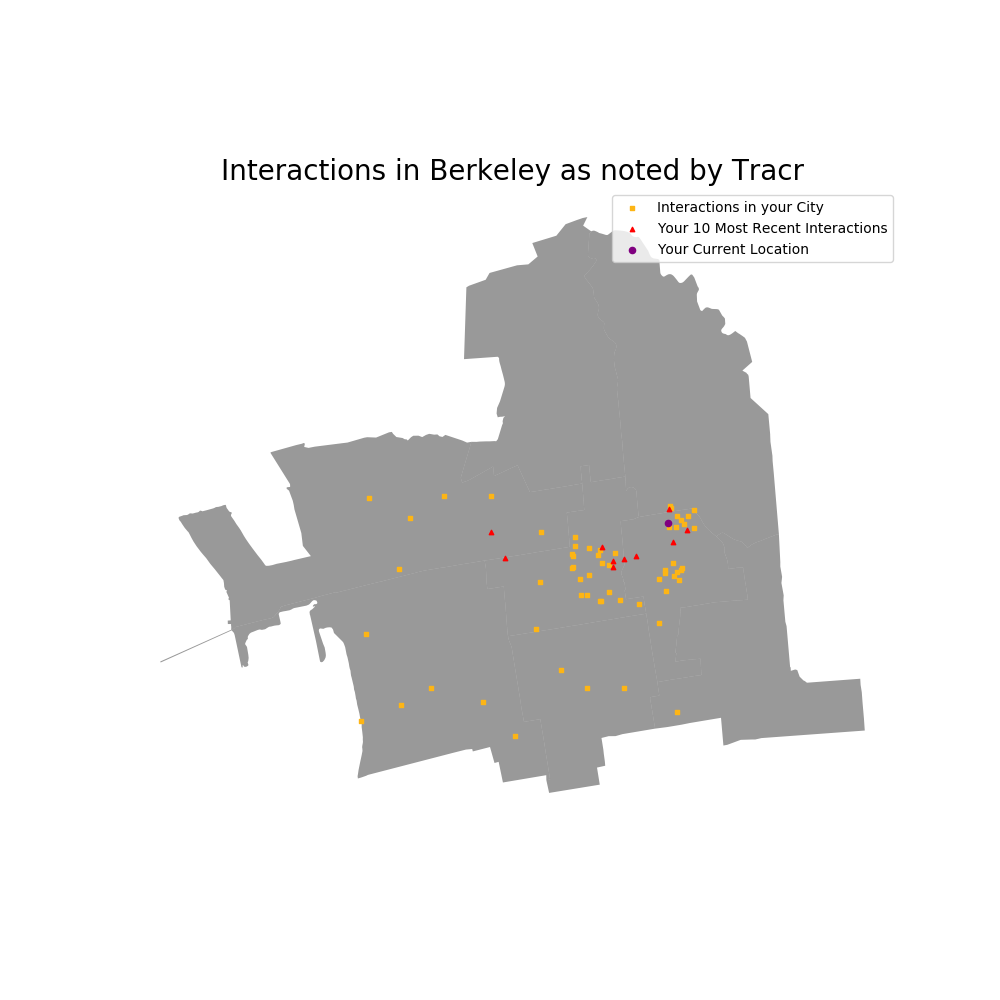 Interactions in Berkeley as noted by Tracr
Interactions in your City
Your 10 Most Recent Interactions
Your Current Location